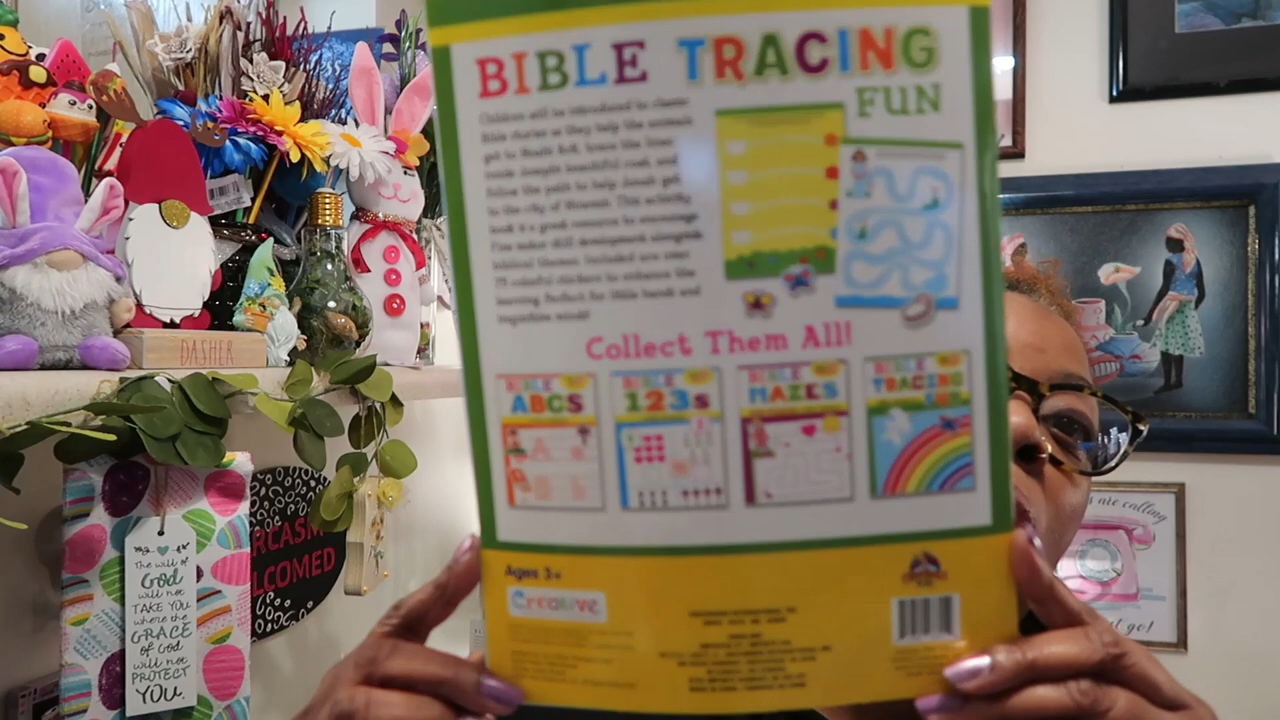 BIBLE TRACING
FUN
Children will be introduced to classic
Bible stories as they help the animals
get to Noah's Ark, trace the lines
inside Joseph's beautiful coat, and
follow the path to help Jonah get
to the city of Nineveh. This activity
book is a great resource to encourage
fine motor skill development alongside
biblical themes. Included are over
75 colorful stickers to enhance the
learning. Perfect for little hands and
inquisitive minds!
Collect Them All!
BIBLE
ABCS
BIBLE
123s
BIBLE
MAZES
BIBLE
TRACING
FUN
Ages 3+
Creative
DASHER
The will of
God
will not
TAKE YOU
where the
GRACE
of God
will not
PROTECT
YOU.
RCASM
LCOMED
are calling
go!